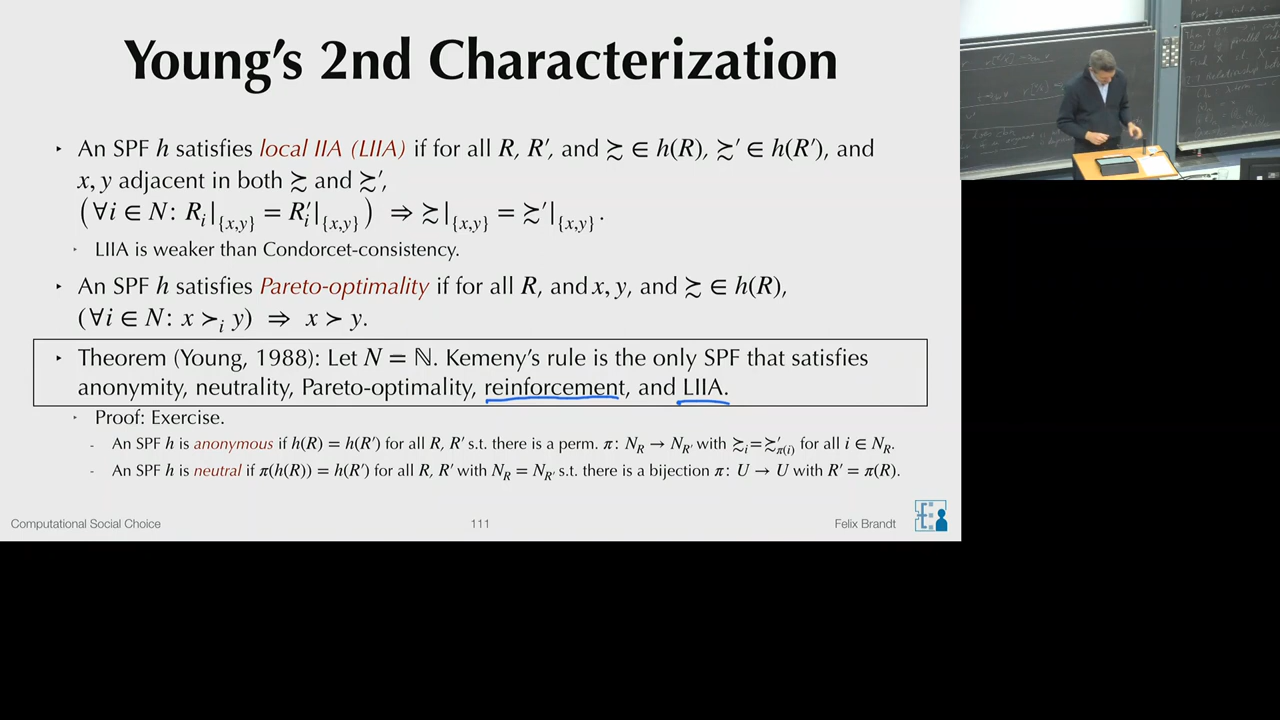 Young's 2nd Characterization
‣ An SPF h satisfies local IIA (LIIA) if for all R, R′, and ≿ ∈ h(R), ≿′ ∈ h(R′), and
x, y adjacent in both ≿ and ≿′,
(∀i ∈ N: R_i|_{x,y} = R′_i|_{x,y}) ⇒ ≿|_{x,y} = ≿′|_{x,y}.
‣ LIIA is weaker than Condorcet-consistency.
‣ An SPF h satisfies Pareto-optimality if for all R, and x, y, and ≿ ∈ h(R),
(∀i ∈ N: x ≻_i y) ⇒ x ≻ y.
‣ Theorem (Young, 1988): Let N = ℕ. Kemeny's rule is the only SPF that satisfies
anonymity, neutrality, Pareto-optimality, reinforcement, and LIIA.
‣ Proof: Exercise.
- An SPF h is anonymous if h(R) = h(R′) for all R, R′ s.t. there is a perm. π: N_R → N_R′ with ≿_i=≿′_π(i) for all i ∈ N_R.
- An SPF h is neutral if π(h(R)) = h(R′) for all R, R′ with N_R = N_R′ s.t. there is a bijection π: U → U with R′ = π(R).
Computational Social Choice
111
Felix Brandt